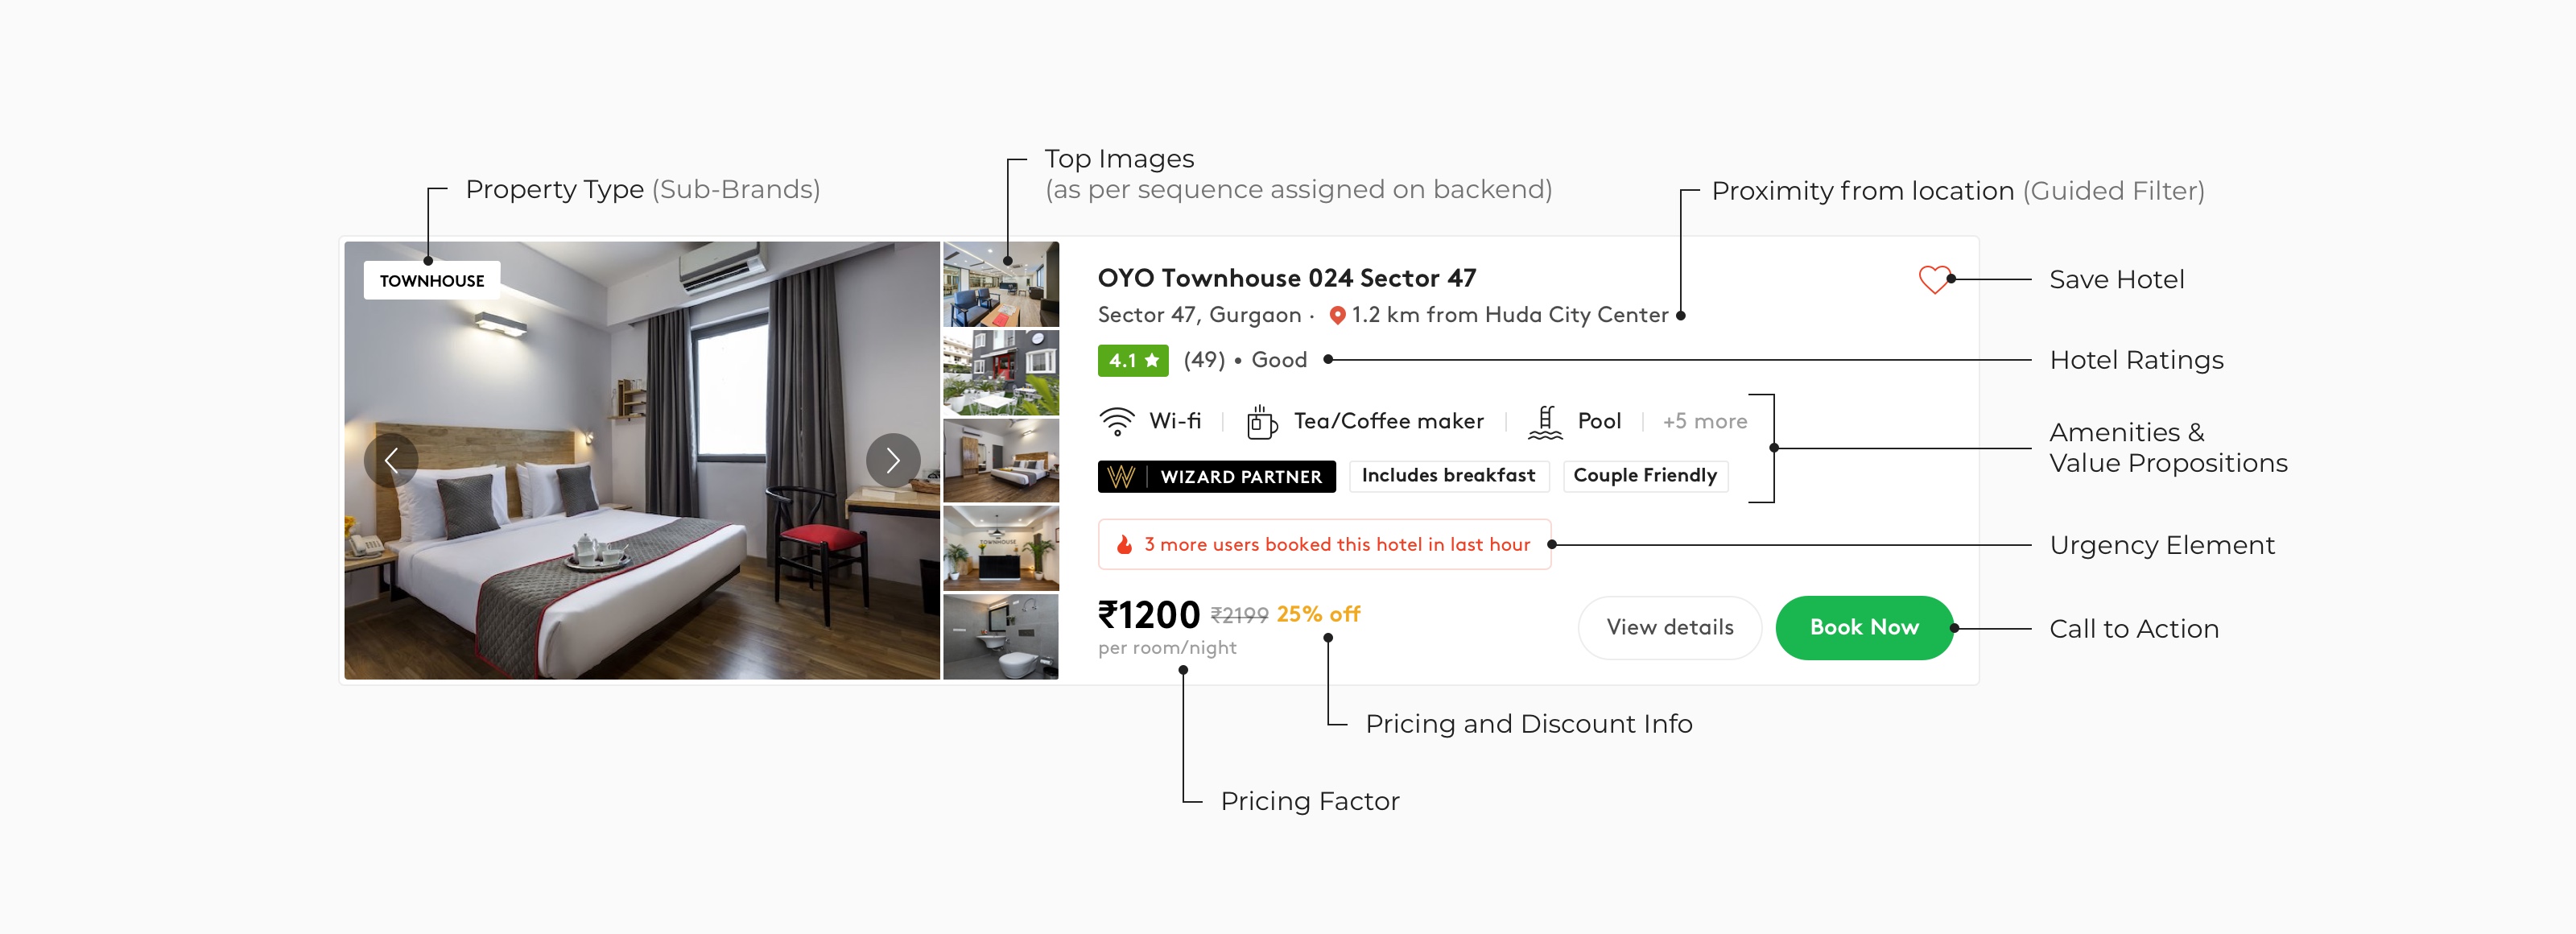 Top Images
(as per sequence assigned on backend)
Property Type (Sub-Brands)
Proximity from location (Guided Filter)
TOWNHOUSE
OYO Townhouse 024 Sector 47
Save Hotel
Sector 47, Gurgaon · 1.2 km from Huda City Center
4.1 ★ (49) • Good
Hotel Ratings
Wi-fi | Tea/Coffee maker | Pool | +5 more
Amenities &
Value Propositions
W | WIZARD PARTNER
Includes breakfast
Couple Friendly
TOWNHOUSE
3 more users booked this hotel in last hour
Urgency Element
₹1200 ₹2199 25% off
per room/night
View details
Book Now
Call to Action
Pricing and Discount Info
Pricing Factor